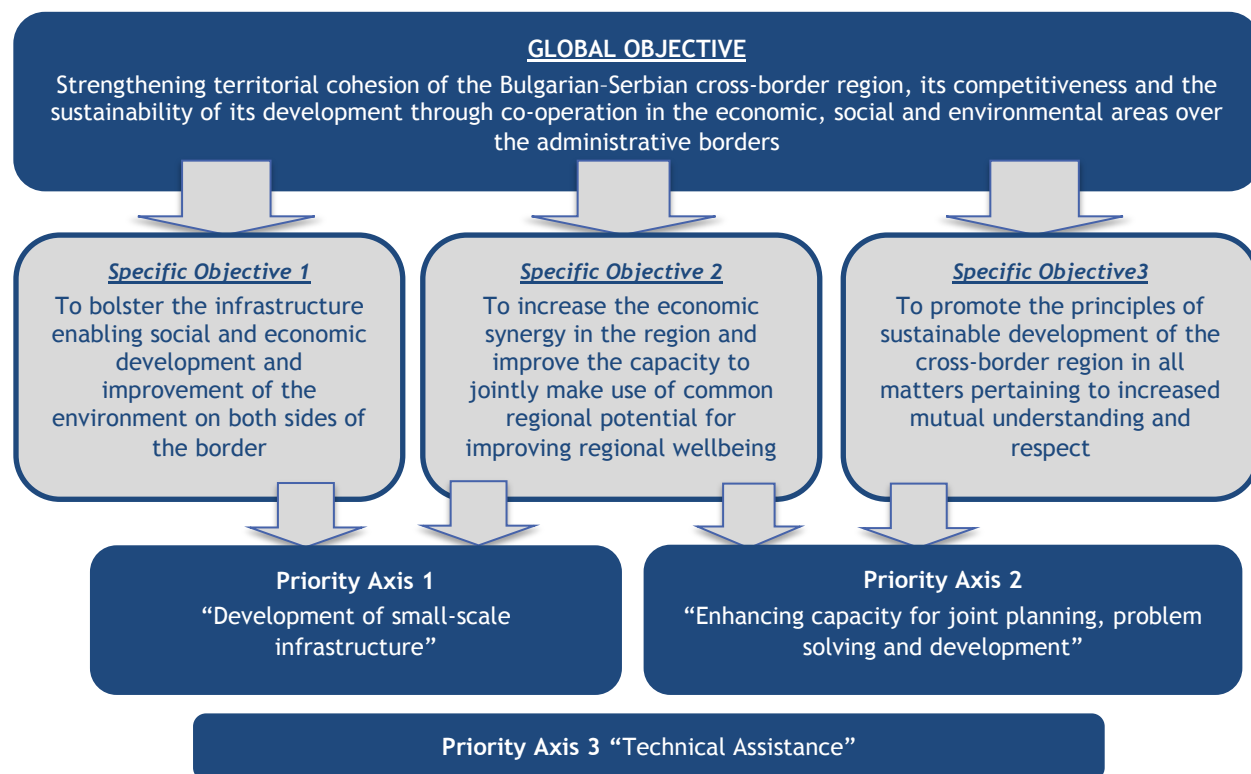 GLOBAL OBJECTIVE
Strengthening territorial cohesion of the Bulgarian–Serbian cross-border region, its competitiveness and the
sustainability of its development through co-operation in the economic, social and environmental areas over
the administrative borders
Specific Objective 1
To bolster the infrastructure
enabling social and economic
development and
improvement of the
environment on both sides of
the border
Specific Objective 2
To increase the economic
synergy in the region and
improve the capacity to
jointly make use of common
regional potential for
improving regional wellbeing
Specific Objective3
To promote the principles of
sustainable development of the
cross-border region in all
matters pertaining to increased
mutual understanding and
respect
Priority Axis 1
“Development of small-scale
infrastructure”
Priority Axis 2
“Enhancing capacity for joint planning, problem
solving and development”
Priority Axis 3 “Technical Assistance”